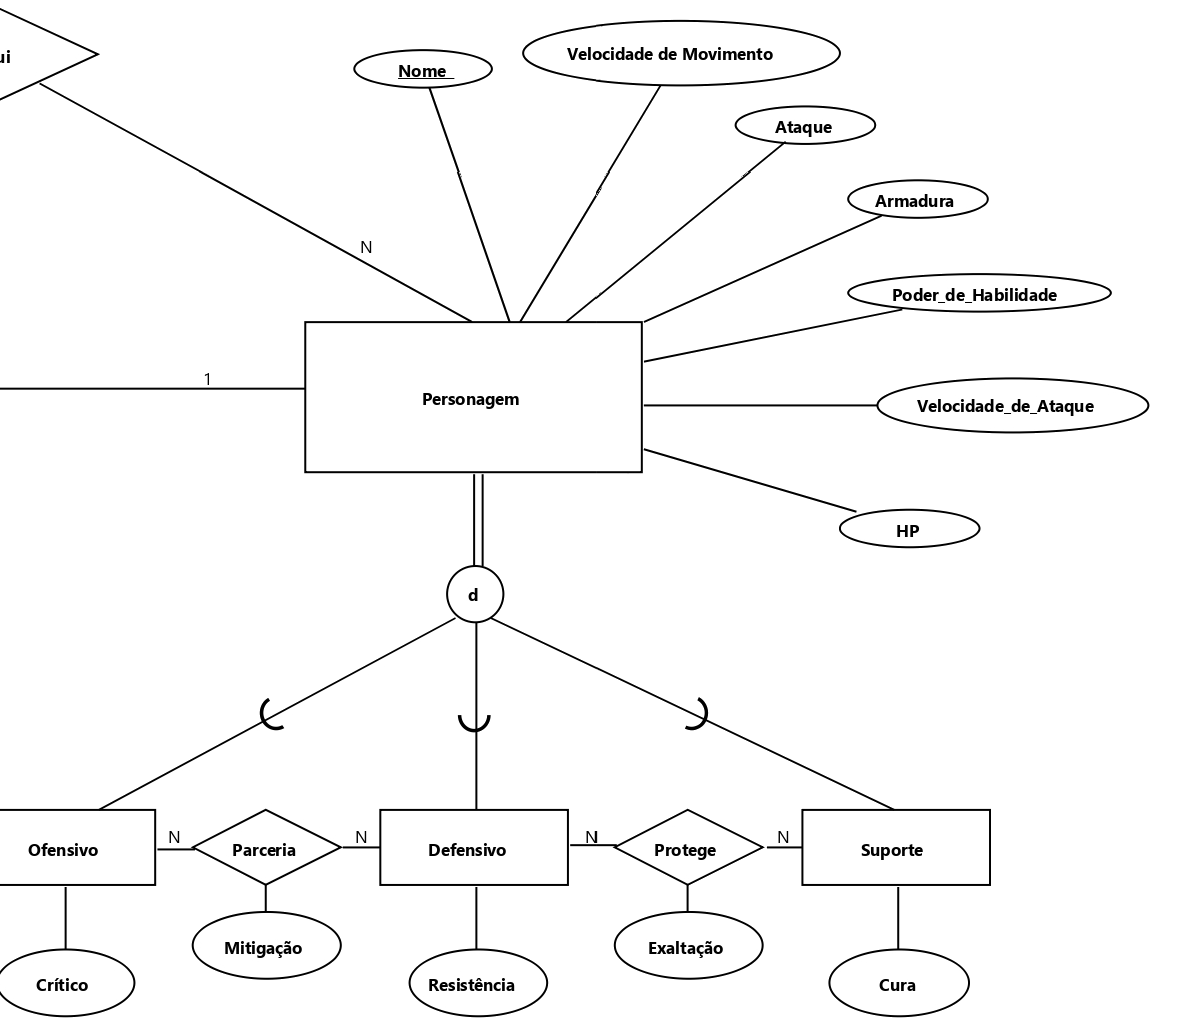 ui
Nome
Velocidade de Movimento
Ataque
Armadura
N
Poder_de_Habilidade
1
Personagem
Velocidade_de_Ataque
HP
d
N
N
N
N
Ofensivo
Parceria
Defensivo
Protege
Suporte
Mitigação
Exaltação
Crítico
Resistência
Cura